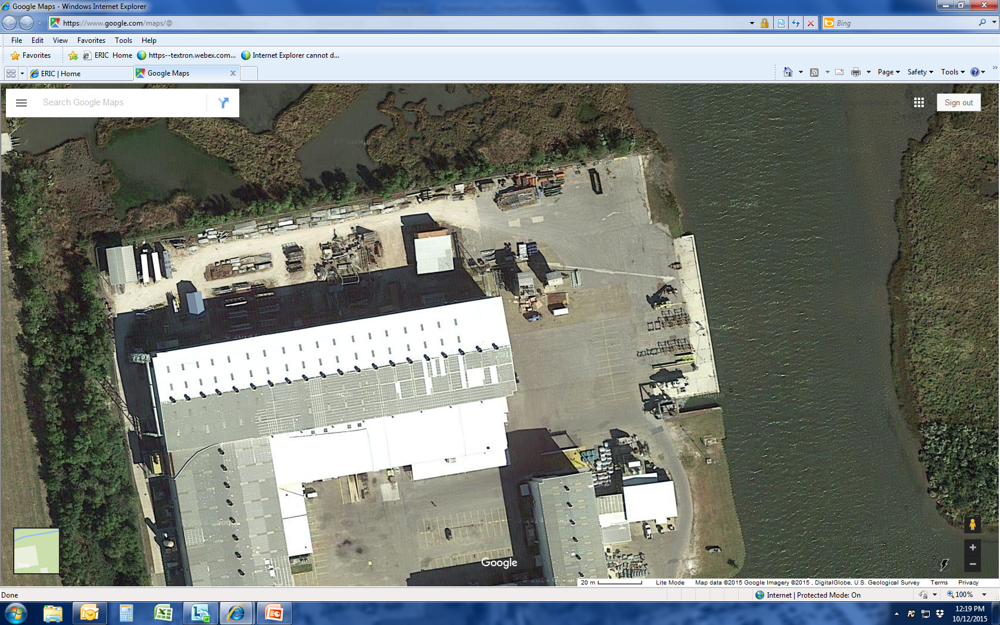 Google Maps - Windows Internet Explorer
https://www.google.com/maps/@
Bing
File Edit View Favorites Tools Help
Favorites ERIC Home https--textron.webex.com... Internet Explorer cannot d...
ERIC | Home Google Maps Page Safety Tools
Search Google Maps
Sign out
Map
Google
20 m Lite Mode Map data ©2015 Google Imagery ©2015 , DigitalGlobe, U.S. Geological Survey Terms Privacy
Done Internet | Protected Mode: On 100%
12:19 PM
10/12/2015